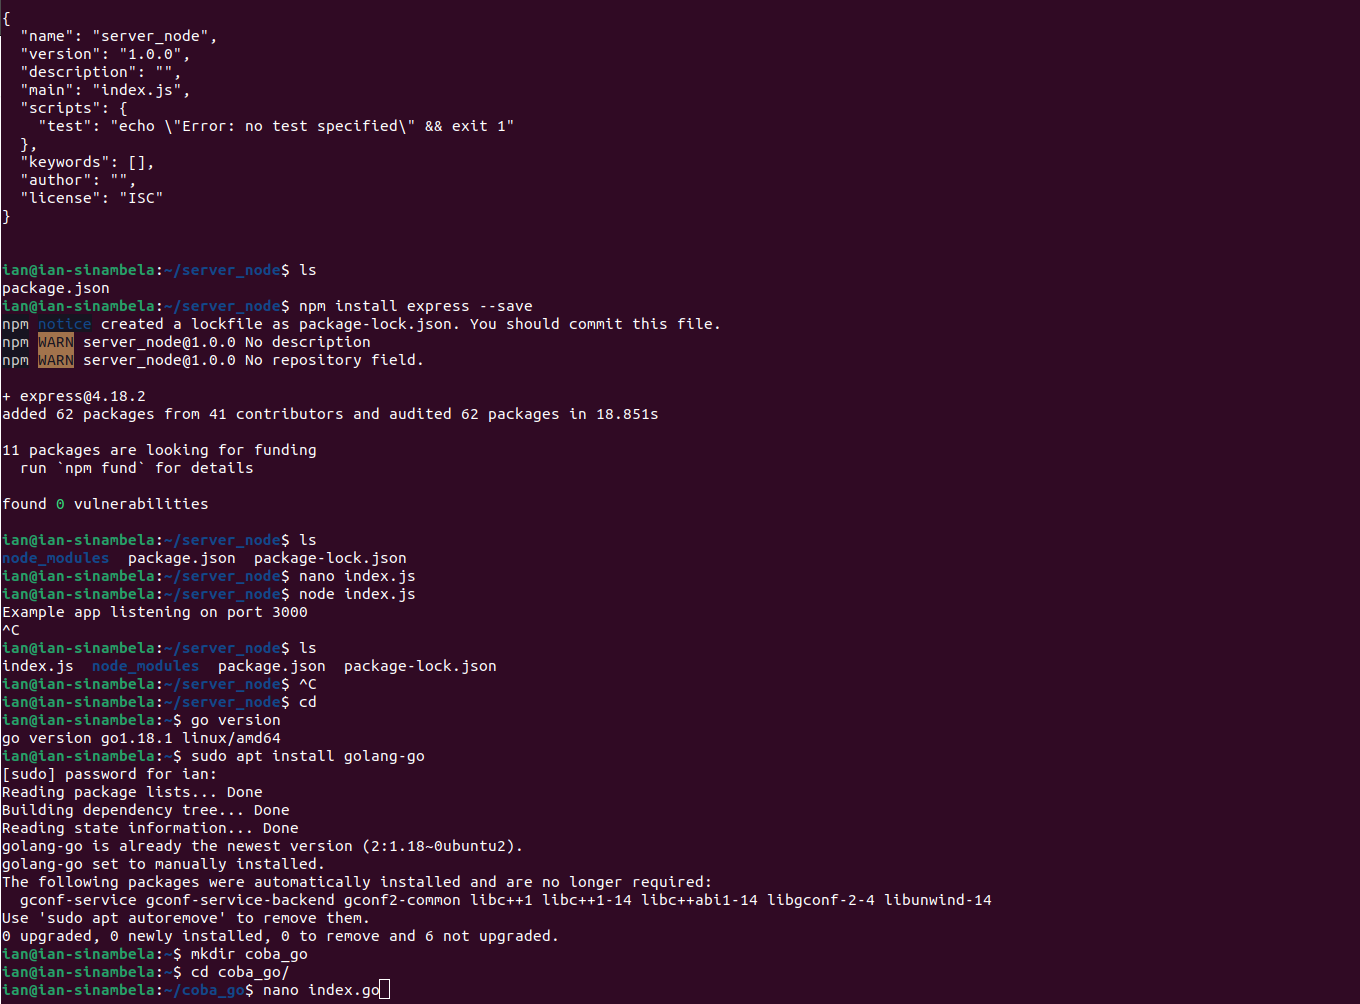 {
  "name": "server_node",
  "version": "1.0.0",
  "description": "",
  "main": "index.js",
  "scripts": {
    "test": "echo \"Error: no test specified\" && exit 1"
  },
  "keywords": [],
  "author": "",
  "license": "ISC"
}
ian@ian-sinambela:~/server_node$ ls
package.json
ian@ian-sinambela:~/server_node$ npm install express --save
npm notice created a lockfile as package-lock.json. You should commit this file.
npm WARN server_node@1.0.0 No description
npm WARN server_node@1.0.0 No repository field.
+ express@4.18.2
added 62 packages from 41 contributors and audited 62 packages in 18.851s
11 packages are looking for funding
  run `npm fund` for details
found 0 vulnerabilities
ian@ian-sinambela:~/server_node$ ls
node_modules  package.json  package-lock.json
ian@ian-sinambela:~/server_node$ nano index.js
ian@ian-sinambela:~/server_node$ node index.js
Example app listening on port 3000
^C
ian@ian-sinambela:~/server_node$ ls
index.js  node_modules  package.json  package-lock.json
ian@ian-sinambela:~/server_node$ ^C
ian@ian-sinambela:~/server_node$ cd
ian@ian-sinambela:~$ go version
go version go1.18.1 linux/amd64
ian@ian-sinambela:~$ sudo apt install golang-go
[sudo] password for ian:
Reading package lists... Done
Building dependency tree... Done
Reading state information... Done
golang-go is already the newest version (2:1.18~0ubuntu2).
golang-go set to manually installed.
The following packages were automatically installed and are no longer required:
  gconf-service gconf-service-backend gconf2-common libc++1 libc++1-14 libc++abi1-14 libgconf-2-4 libunwind-14
Use 'sudo apt autoremove' to remove them.
0 upgraded, 0 newly installed, 0 to remove and 6 not upgraded.
ian@ian-sinambela:~$ mkdir coba_go
ian@ian-sinambela:~$ cd coba_go/
ian@ian-sinambela:~/coba_go$ nano index.go